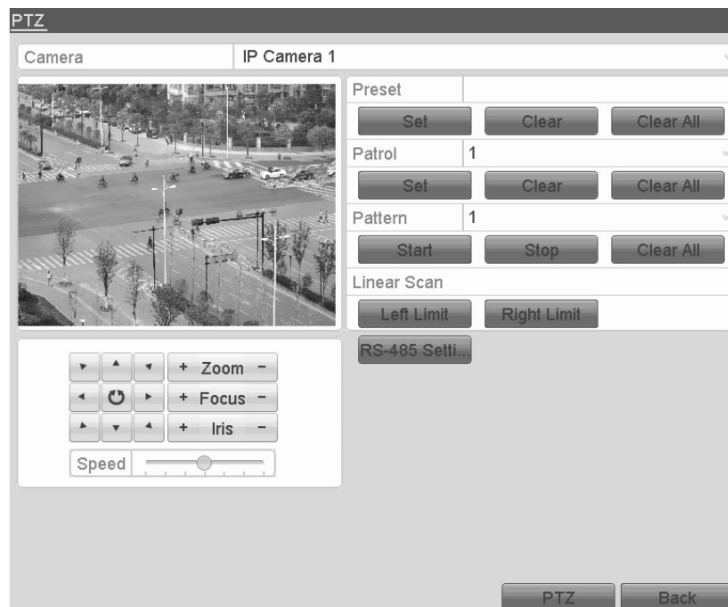 PTZ
Camera IP Camera 1
Preset
Set Clear Clear All
Patrol 1
Set Clear Clear All
Pattern 1
Start Stop Clear All
Linear Scan
Left Limit Right Limit
RS-485 Setti...
+ Zoom -
+ Focus -
+ Iris -
Speed
PTZ Back